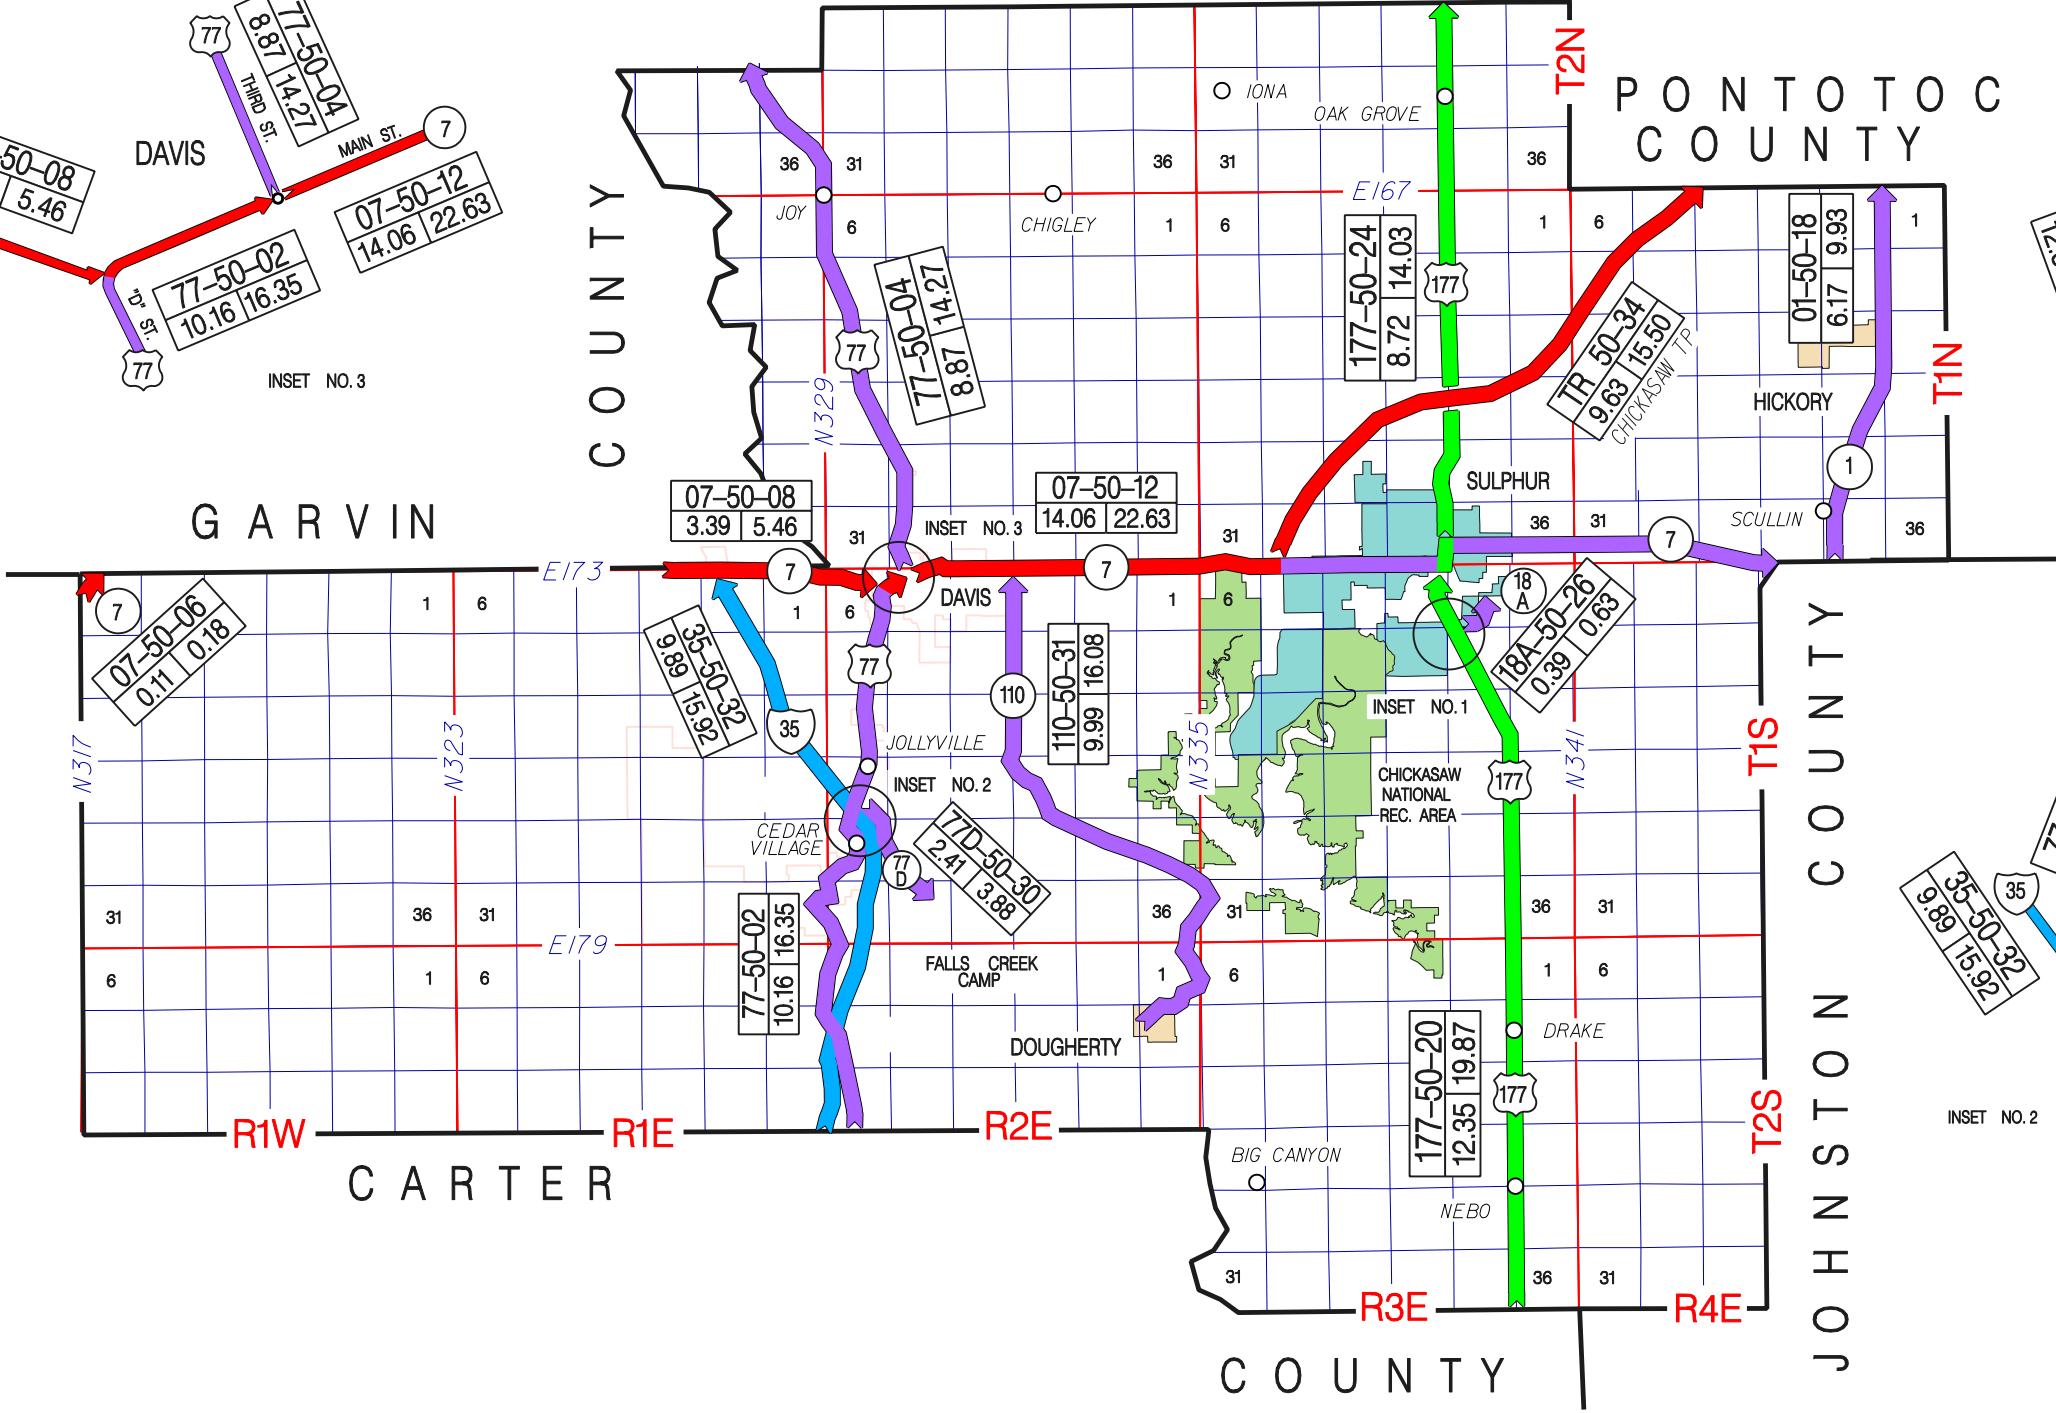 77
77–50–04
8.87 14.27
THIRD ST.
DAVIS
MAIN ST.
7
50–08
5.46
07–50–12
14.06 22.63
77–50–02
10.16 16.35
"D" ST.
77
INSET NO. 3
PONTOTOC
COUNTY
T2N
IONA
OAK GROVE
36 31
36 31
36
E167
JOY
CHIGLEY
6
1 6
1 6
1
COUNTY
177–50–24
8.72 14.03
177
01–50–18
6.17 9.93
77–50–04
8.87 14.27
77
N329
TR 50–34
9.63 15.50
CHICKASAW TP
T1N
HICKORY
1
SULPHUR
SCULLIN
GARVIN
07–50–08
3.39 5.46
07–50–12
14.06 22.63
INSET NO. 3
31
31
36 31
36
E173
7
7
7
7
DAVIS
1 6
1 6
1 6
18
A
07–50–06
0.11 0.18
18A–50–26
0.39 0.63
35–50–32
9.89 15.92
35
77
110–50–31
9.99 16.08
110
INSET NO. 1
N317
N323
N335
N341
T1S
JOLLYVILLE
INSET NO. 2
CHICKASAW
NATIONAL
REC. AREA
177
CEDAR
VILLAGE
77
D
77D–50–30
2.41 3.88
35–50–32
9.89 15.92
35
31
36 31
36 31
36 31
E179
77–50–02
10.16 16.35
FALLS CREEK
CAMP
6
1 6
1 6
1 6
DOUGHERTY
DRAKE
177–50–20
12.35 19.87
177
T2S
INSET NO. 2
R1W
R1E
R2E
CARTER
BIG CANYON
NEBO
31
36 31
R3E
R4E
COUNTY
JOHNSTON COUNTY